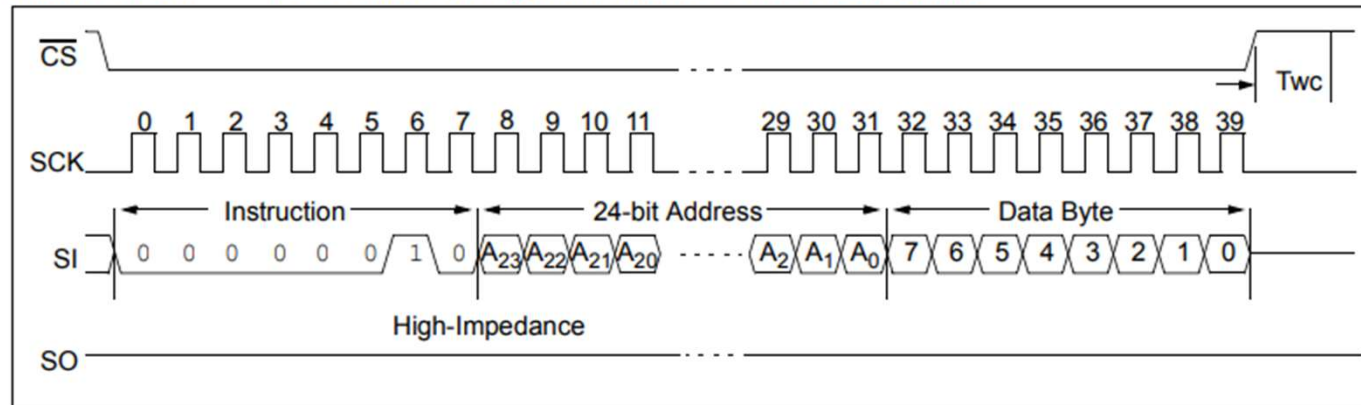 CS
Twc
0 1 2 3 4 5 6 7 8 9 10 11 29 30 31 32 33 34 35 36 37 38 39
SCK
Instruction 24-bit Address Data Byte
SI 0 0 0 0 0 0 1 0 A23 A22 A21 A20 A2 A1 A0 7 6 5 4 3 2 1 0
High-Impedance
SO